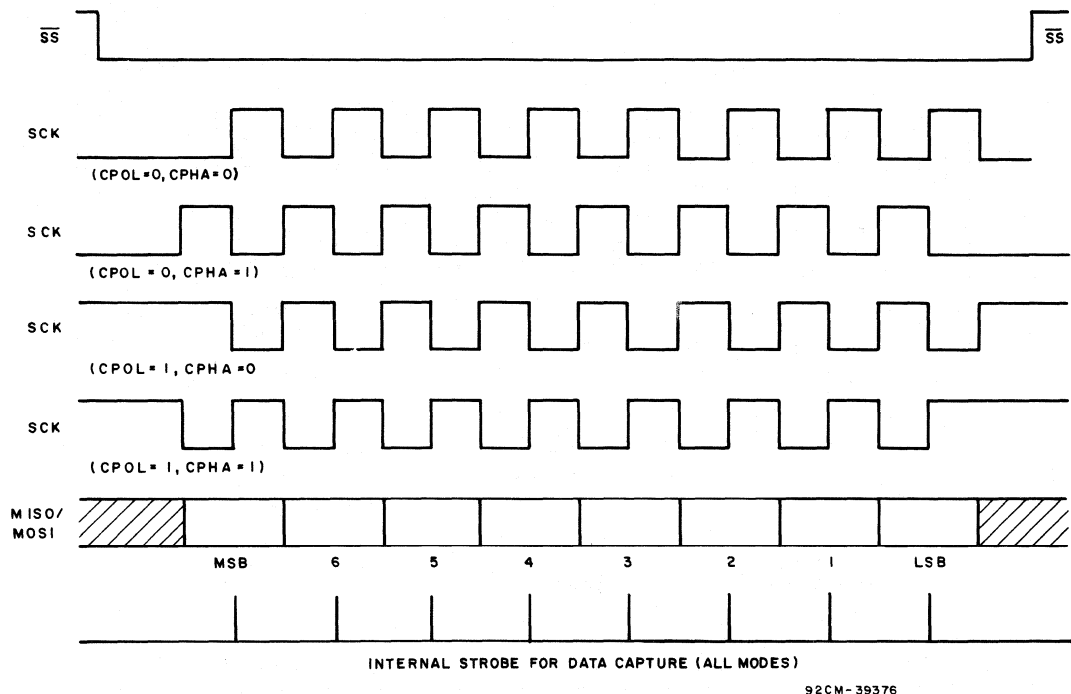 SS SS
SCK
(CPOL=0, CPHA=0)
SCK
(CPOL = 0, CPHA = 1)
SCK
(CPOL= 1, CPHA=0
SCK
(CPOL= 1, CPHA = 1)
MISO/
MOSI
MSB 6 5 4 3 2 1 LSB
INTERNAL STROBE FOR DATA CAPTURE (ALL MODES)
92CM-39376